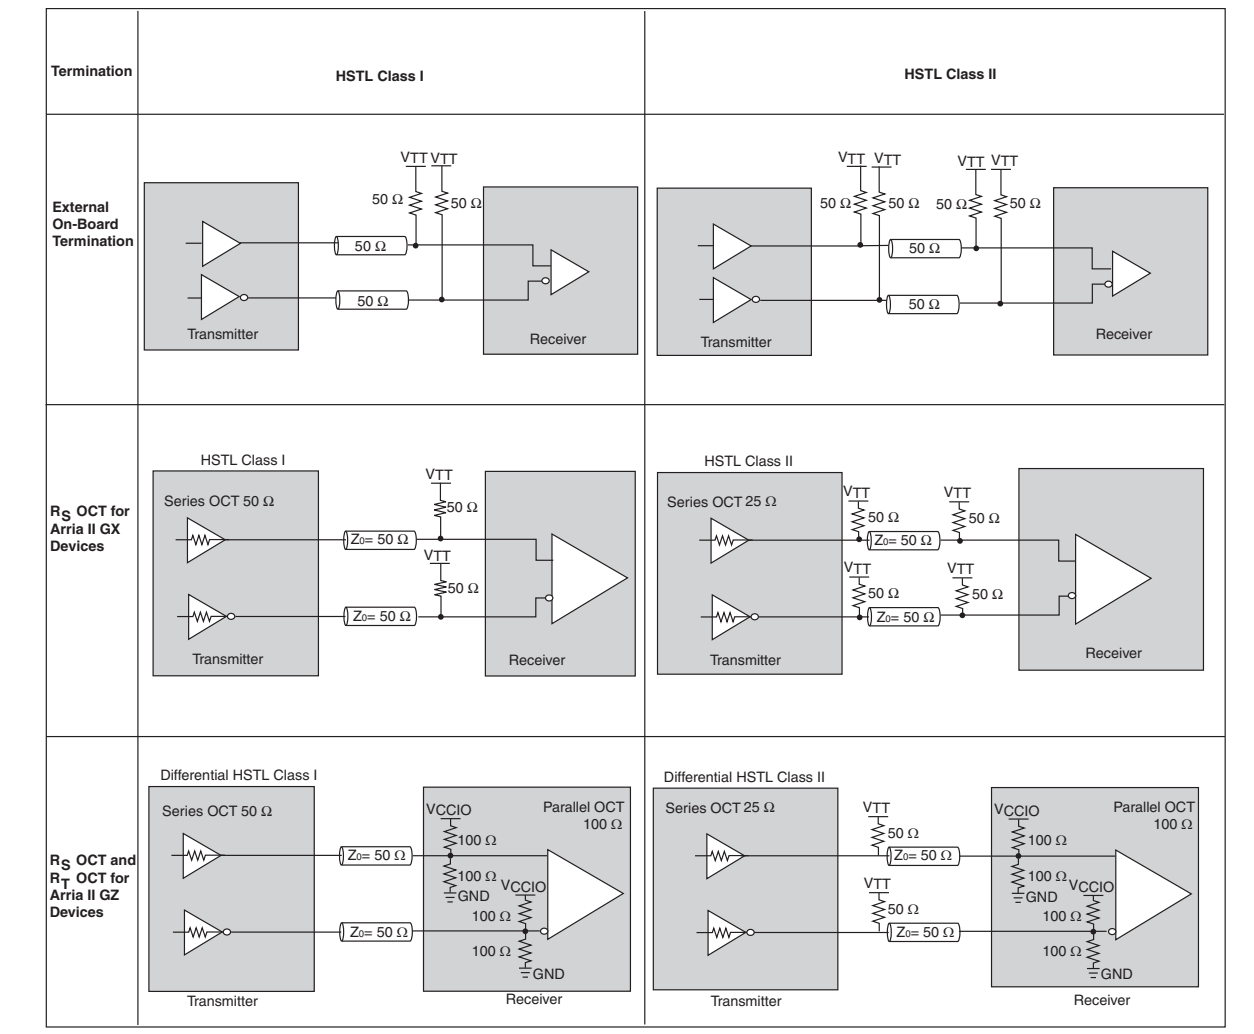 Termination
HSTL Class I
HSTL Class II
External
On-Board
Termination
VTT VTT
50 Ω
50 Ω
50 Ω
50 Ω
Transmitter
Receiver
VTT VTT
VTT VTT
50 Ω
50 Ω
50 Ω
50 Ω
50 Ω
50 Ω
Transmitter
Receiver
RS OCT for
Arria II GX
Devices
HSTL Class I
Series OCT 50 Ω
VTT
50 Ω
Z0= 50 Ω
VTT
50 Ω
Z0= 50 Ω
Transmitter
Receiver
HSTL Class II
Series OCT 25 Ω
VTT
VTT
50 Ω
50 Ω
Z0= 50 Ω
VTT
VTT
50 Ω
50 Ω
Z0= 50 Ω
Transmitter
Receiver
RS OCT and
RT OCT for
Arria II GZ
Devices
Differential HSTL Class I
Series OCT 50 Ω
VCCIO
Parallel OCT
100 Ω
100 Ω
Z0= 50 Ω
100 Ω
GND
VCCIO
100 Ω
Z0= 50 Ω
100 Ω
GND
Transmitter
Receiver
Differential HSTL Class II
Series OCT 25 Ω
VTT
50 Ω
VCCIO
Parallel OCT
100 Ω
100 Ω
Z0= 50 Ω
100 Ω
GND
VTT
50 Ω
VCCIO
100 Ω
Z0= 50 Ω
100 Ω
GND
Transmitter
Receiver